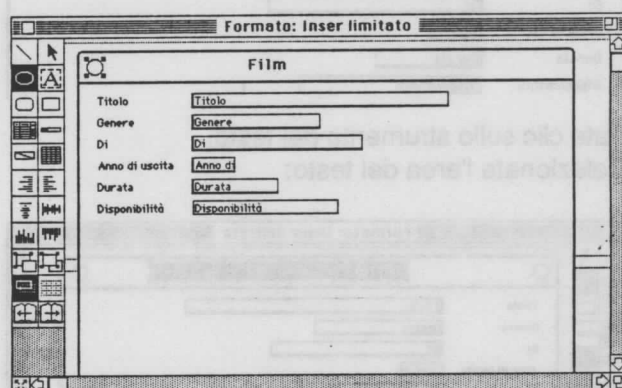 Formato: Inser limitato
Film
Titolo Titolo
Genere Genere
Di Di
Anno di uscita Anno di
Durata Durata
Disponibilità Disponibilità